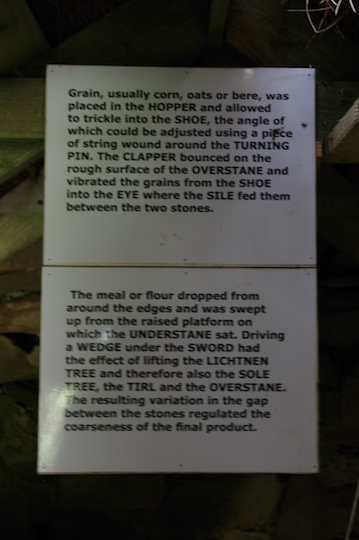 Grain, usually corn, oats or bere, was
placed in the HOPPER and allowed
to trickle into the SHOE, the angle of
which could be adjusted using a piece
of string wound around the TURNING
PIN. The CLAPPER bounced on the
rough surface of the OVERSTANE and
vibrated the grains from the SHOE
into the EYE where the SILE fed them
between the two stones.
The meal or flour dropped from
around the edges and was swept
up from the raised platform on
which the UNDERSTANE sat. Driving
a WEDGE under the SWORD had
the effect of lifting the LICHTNEN
TREE and therefore also the SOLE
TREE, the TIRL and the OVERSTANE.
The resulting variation in the gap
between the stones regulated the
coarseness of the final product.